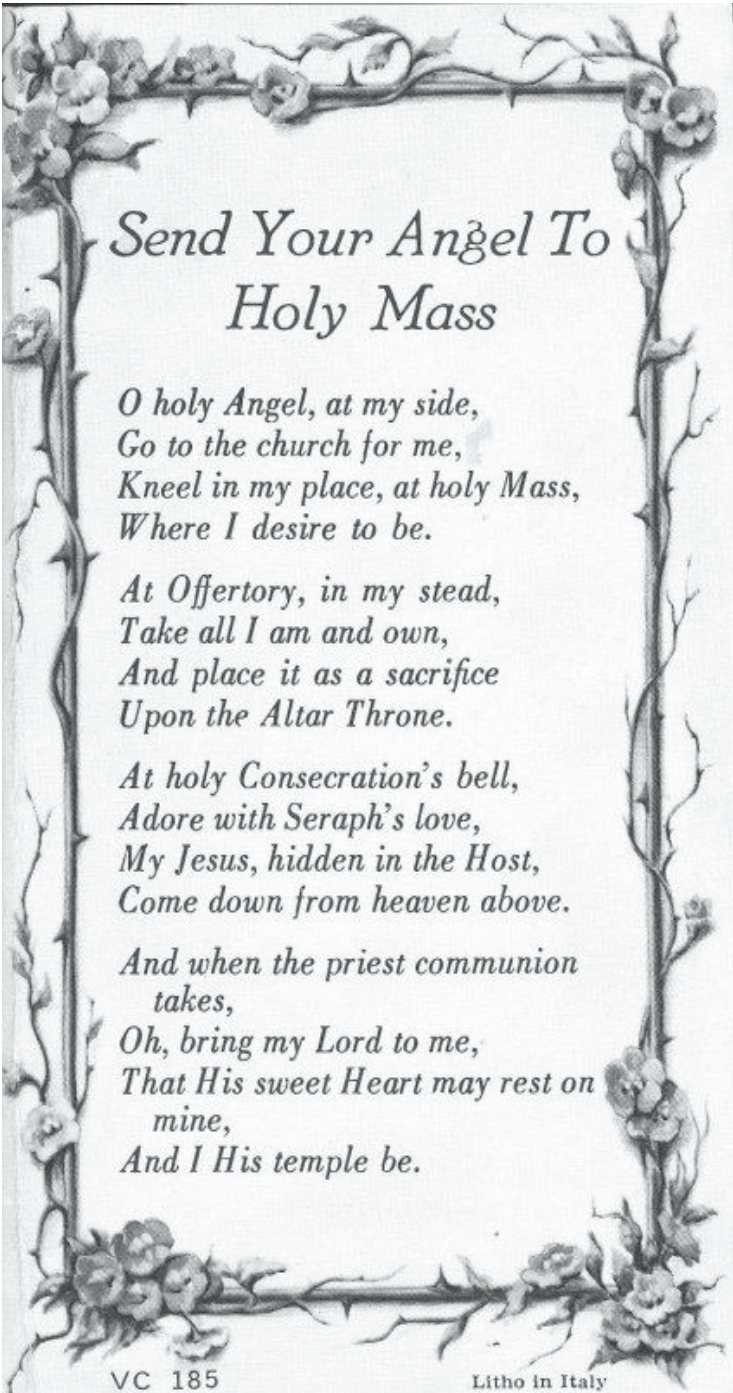 Send Your Angel To
Holy Mass
O holy Angel, at my side,
Go to the church for me,
Kneel in my place, at holy Mass,
Where I desire to be.
At Offertory, in my stead,
Take all I am and own,
And place it as a sacrifice
Upon the Altar Throne.
At holy Consecration's bell,
Adore with Seraph's love,
My Jesus, hidden in the Host,
Come down from heaven above.
And when the priest communion
takes,
Oh, bring my Lord to me,
That His sweet Heart may rest on
mine,
And I His temple be.
VC 185
Litho in Italy